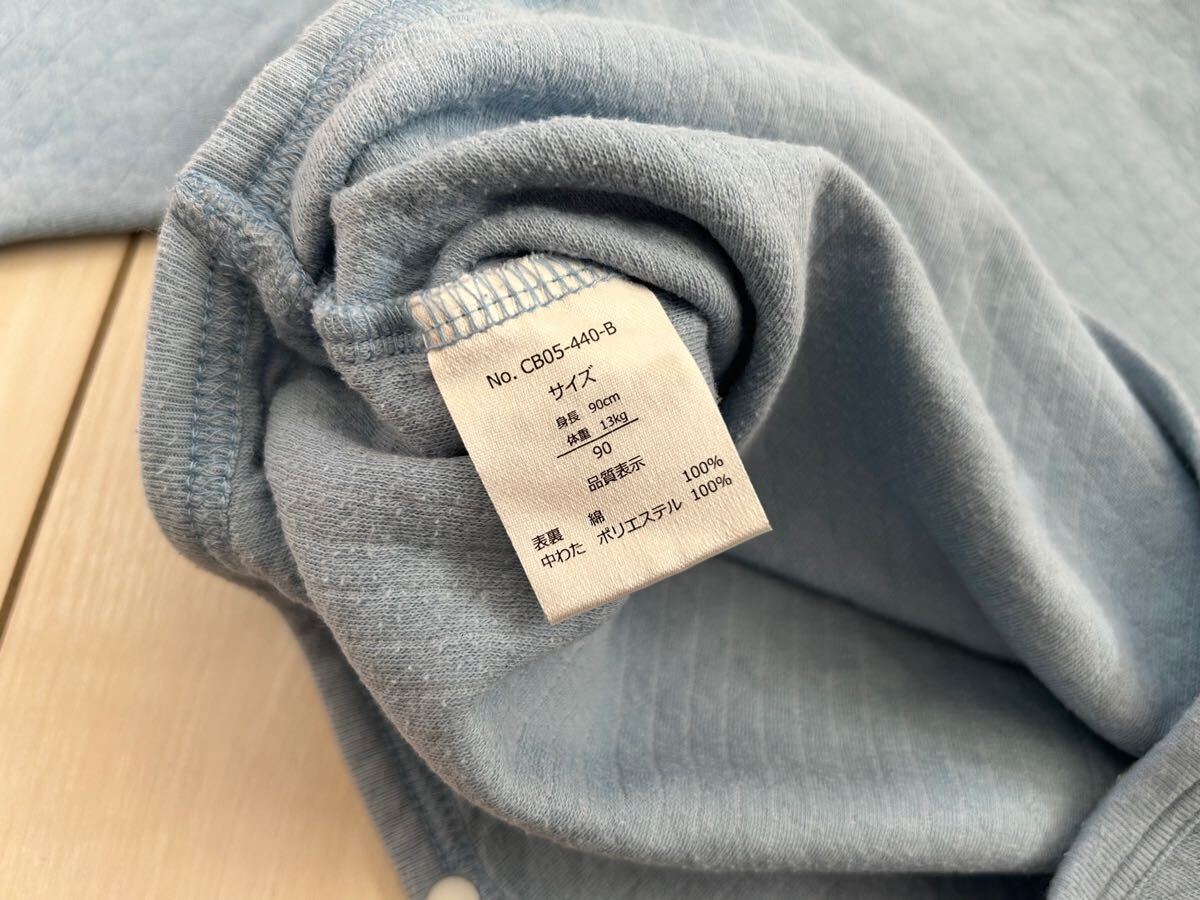 No. CB05-440-B
サイズ
身長 90cm
体重 13kg
90
品質表示
表裏 綿 100%
中わた ポリエステル 100%